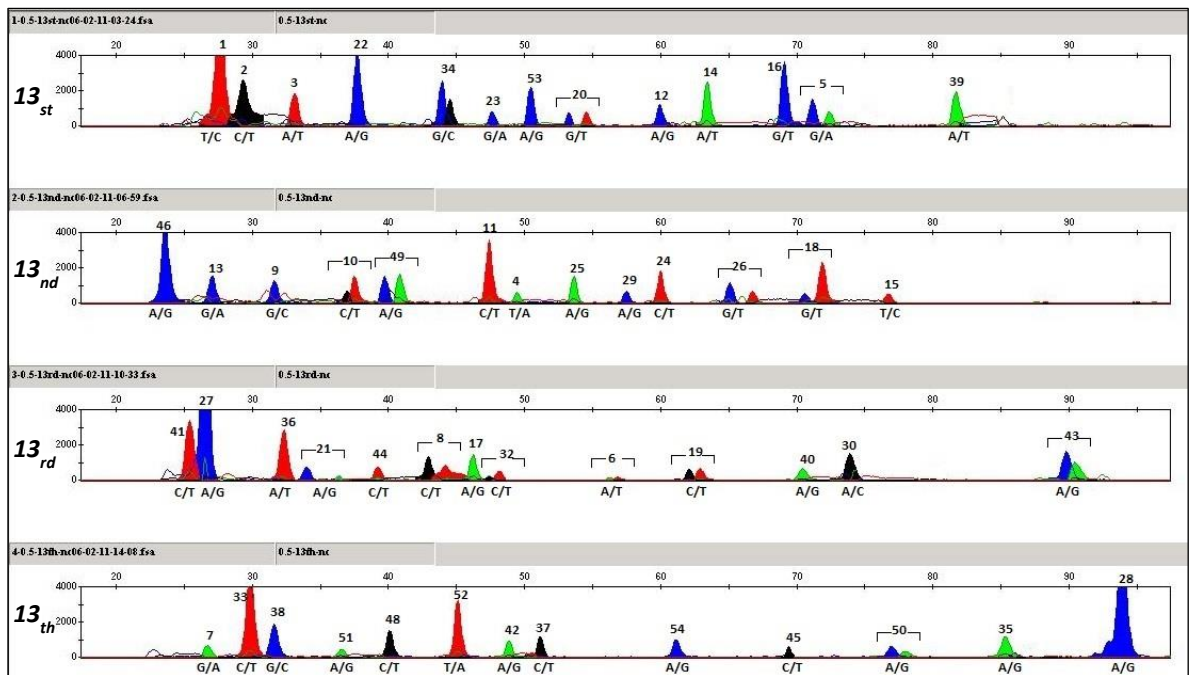 1-0.5-13st-nc06-02-11-03-24.fsa 0.5-13st-nc
20 30 40 50 60 70 80 90
4000
2000
0
13st
1 2 3 22 34 23 53 20 12 14 16 5 39
T/C C/T A/T A/G G/C G/A A/G G/T A/G A/T G/T G/A A/T
2-0.5-13nd-nc06-02-11-06-59.fsa 0.5-13nd-nc
20 30 40 50 60 70 80 90
4000
2000
0
13nd
46 13 9 10 49 11 4 25 29 24 26 18 15
A/G G/A G/C C/T A/G C/T T/A A/G A/G C/T G/T G/T T/C
3-0.5-13rd-nc06-02-11-10-33.fsa 0.5-13rd-nc
20 30 40 50 60 70 80 90
4000
2000
0
13rd
41 27 36 21 44 8 17 32 6 19 40 30 43
C/T A/G A/T A/G C/T C/T A/G C/T A/T C/T A/G A/C A/G
4-0.5-13th-nc06-02-11-14-08.fsa 0.5-13th-nc
20 30 40 50 60 70 80 90
4000
2000
0
13th
7 33 38 51 48 52 42 37 54 45 50 35 28
G/A C/T G/C A/G C/T T/A A/G C/T A/G C/T A/G A/G A/G